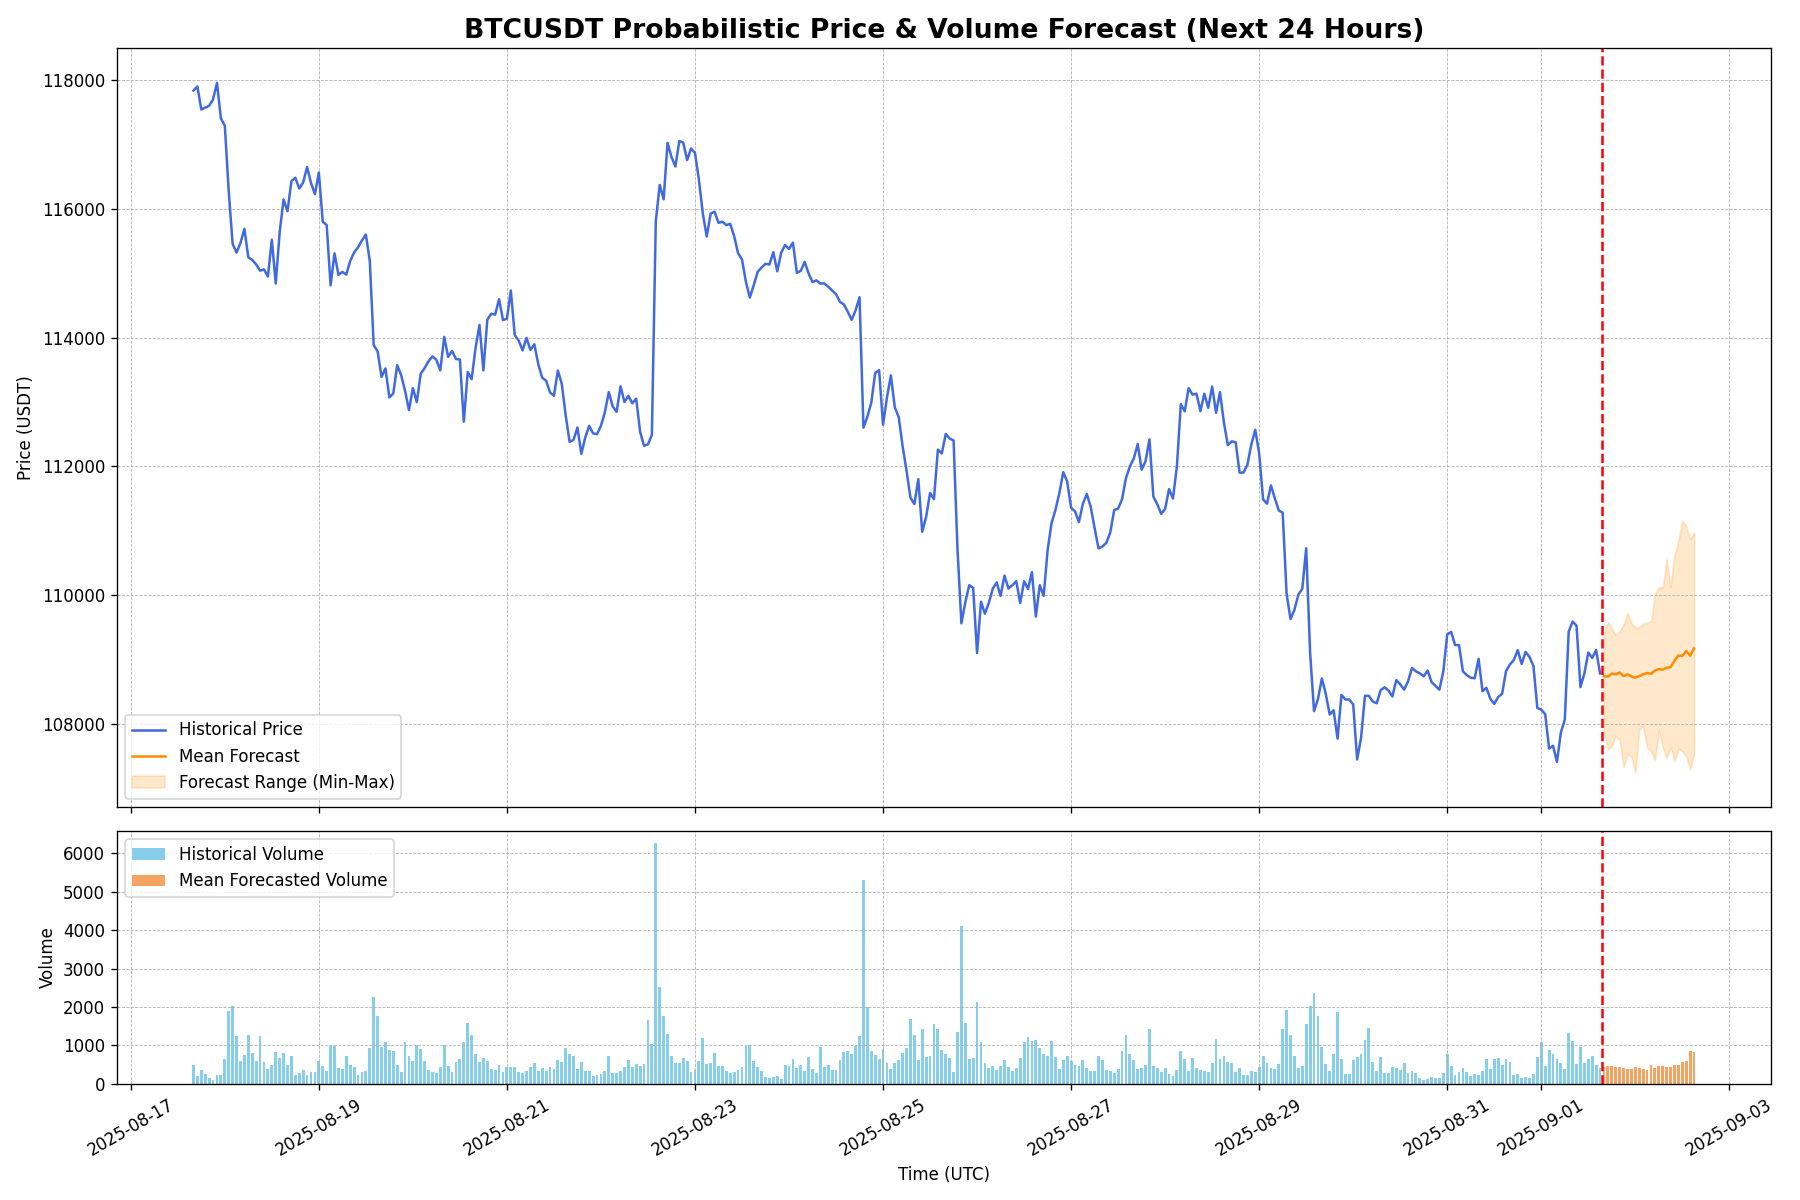 BTCUSDT Probabilistic Price & Volume Forecast (Next 24 Hours)
118000
116000
114000
112000
110000
108000
Price (USDT)
Historical Price
Mean Forecast
Forecast Range (Min-Max)
6000
5000
4000
3000
2000
1000
0
Volume
Historical Volume
Mean Forecasted Volume
2025-08-17
2025-08-19
2025-08-21
2025-08-23
2025-08-25
2025-08-27
2025-08-29
2025-08-31
2025-09-01
2025-09-03
Time (UTC)